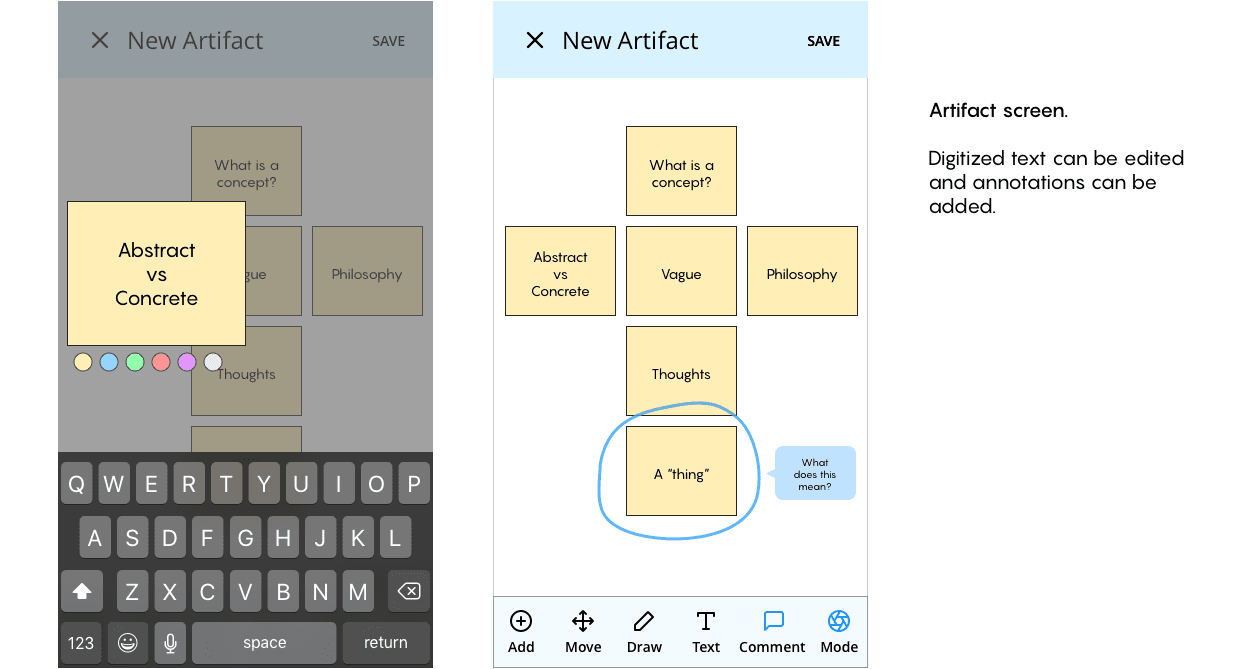 New Artifact
SAVE
What is a
concept?
Abstract
vs
Concrete
gue
Philosophy
Thoughts
Q W E R T Y U I O P
A S D F G H J K L
Z X C V B N M
123 space return
New Artifact
SAVE
What is a
concept?
Abstract
vs
Concrete
Vague
Philosophy
Thoughts
A “thing”
What
does this
mean?
Add Move Draw Text Comment Mode
Artifact screen.
Digitized text can be edited
and annotations can be
added.